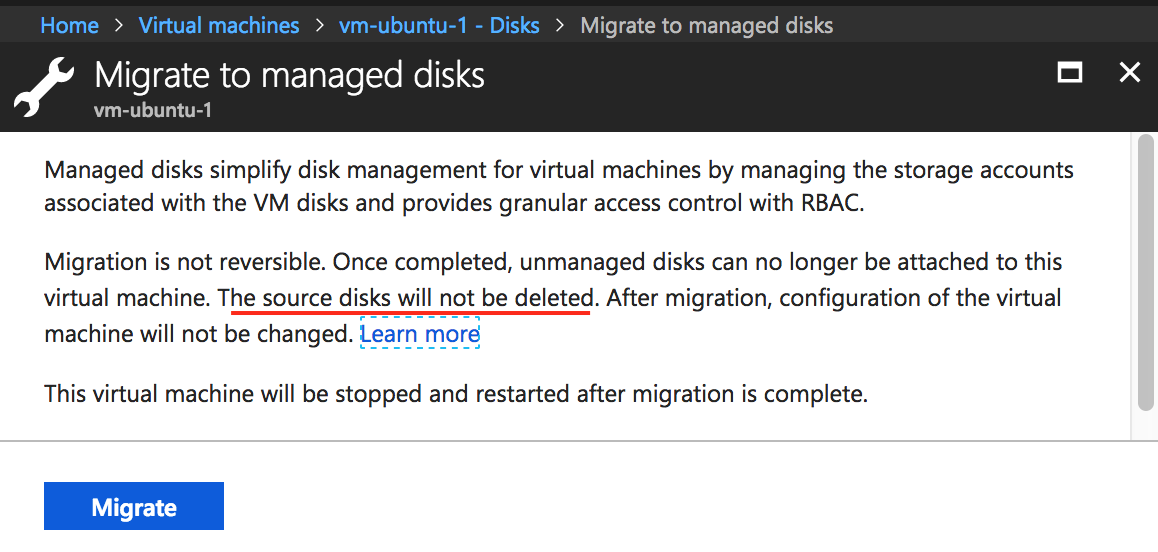 Home > Virtual machines > vm-ubuntu-1 - Disks > Migrate to managed disks
Migrate to managed disks
vm-ubuntu-1
Managed disks simplify disk management for virtual machines by managing the storage accounts
associated with the VM disks and provides granular access control with RBAC.
Migration is not reversible. Once completed, unmanaged disks can no longer be attached to this
virtual machine. The source disks will not be deleted. After migration, configuration of the virtual
machine will not be changed. Learn more
This virtual machine will be stopped and restarted after migration is complete.
Migrate